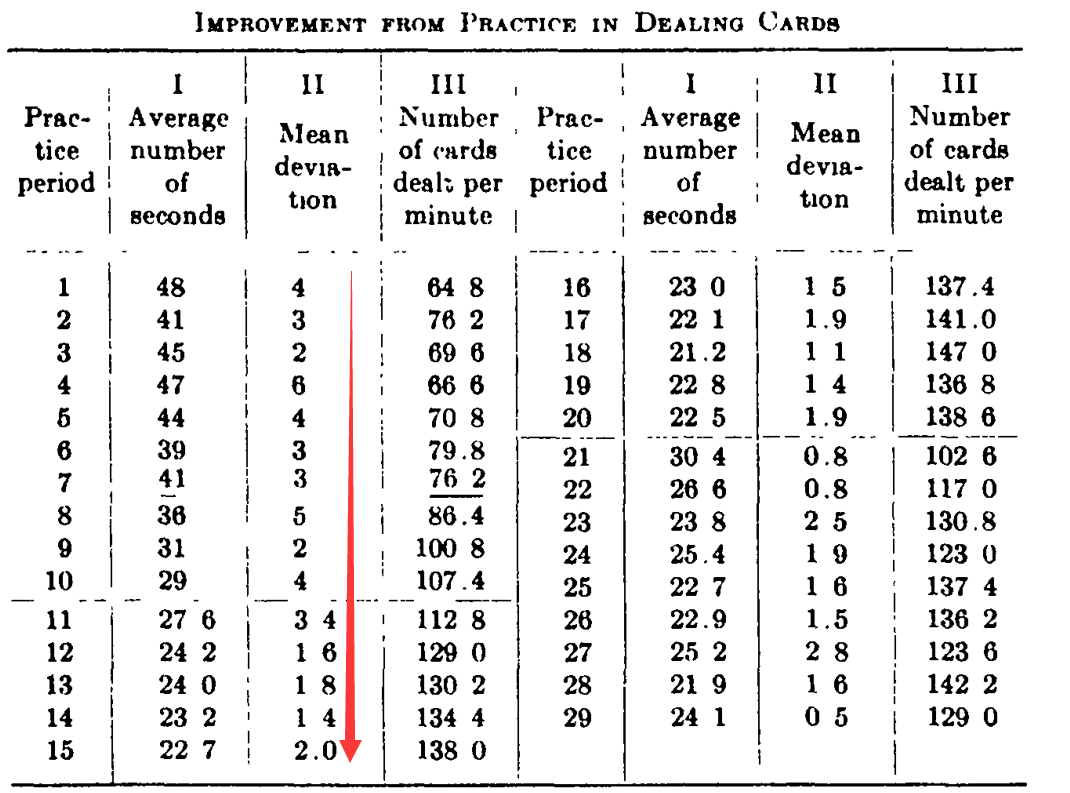 IMPROVEMENT FROM PRACTICE IN DEALING CARDS
Prac-tice period | I Average number of seconds | II Mean devia-tion | III Number of cards dealt per minute | Prac-tice period | I Average number of seconds | II Mean devia-tion | III Number of cards dealt per minute
1 48 4 64 8 16 23 0 1 5 137.4
2 41 3 76 2 17 22 1 1.9 141.0
3 45 2 69 6 18 21.2 1 1 147 0
4 47 6 66 6 19 22 8 1 4 136 8
5 44 4 70 8 20 22 5 1.9 138 6
6 39 3 79.8 21 30 4 0.8 102 6
7 41 3 76 2 22 26 6 0.8 117 0
8 36 5 86.4 23 23 8 2 5 130.8
9 31 2 100 8 24 25.4 1 9 123 0
10 29 4 107.4 25 22 7 1 6 137 4
11 27 6 3 4 112 8 26 22.9 1.5 136 2
12 24 2 1 6 129 0 27 25 2 2 8 123 6
13 24 0 1 8 130 2 28 21 9 1 6 142 2
14 23 2 1 4 134 4 29 24 1 0 5 129 0
15 22 7 2.0 138 0